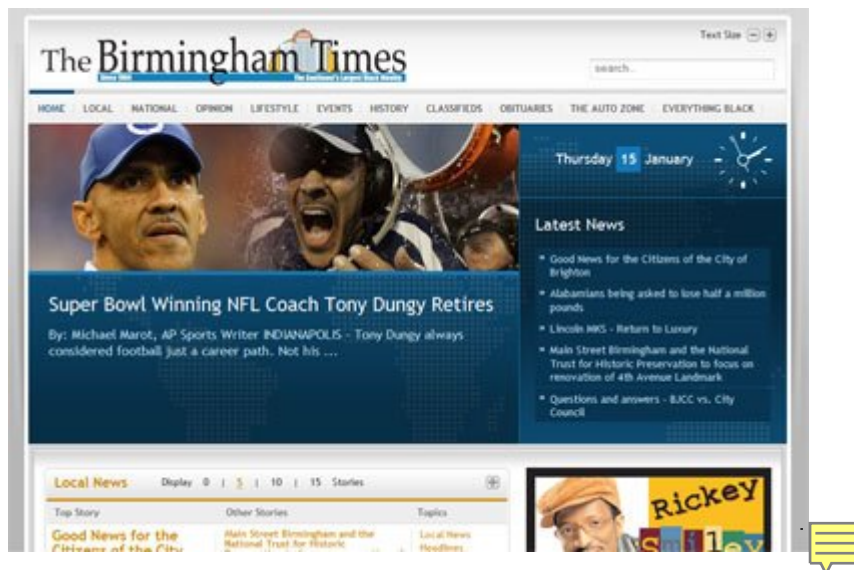 Text Size
The Birmingham Times
Since 1964 The Southeast's Largest Black Weekly
search...
HOME LOCAL NATIONAL OPINION LIFESTYLE EVENTS HISTORY CLASSIFIEDS OBITUARIES THE AUTO ZONE EVERYTHING BLACK
Thursday 15 January
Latest News
Good News for the Citizens of the City of
Brighton
Alabamians being asked to lose half a million
pounds
Lincoln MKS - Return to Luxury
Main Street Birmingham and the National
Trust for Historic Preservation to focus on
renovation of 4th Avenue Landmark
Questions and answers - BJCC vs. City
Council
Super Bowl Winning NFL Coach Tony Dungy Retires
By: Michael Marot, AP Sports Writer INDIANAPOLIS - Tony Dungy always
considered football just a career path. Not his ...
Local News Display 0 | 5 | 10 | 15 Stories
Top Story Other Stories Topics
Good News for the
Citizens of the City
Main Street Birmingham and the
National Trust for Historic
Local News
Headlines
Rickey
Smiley